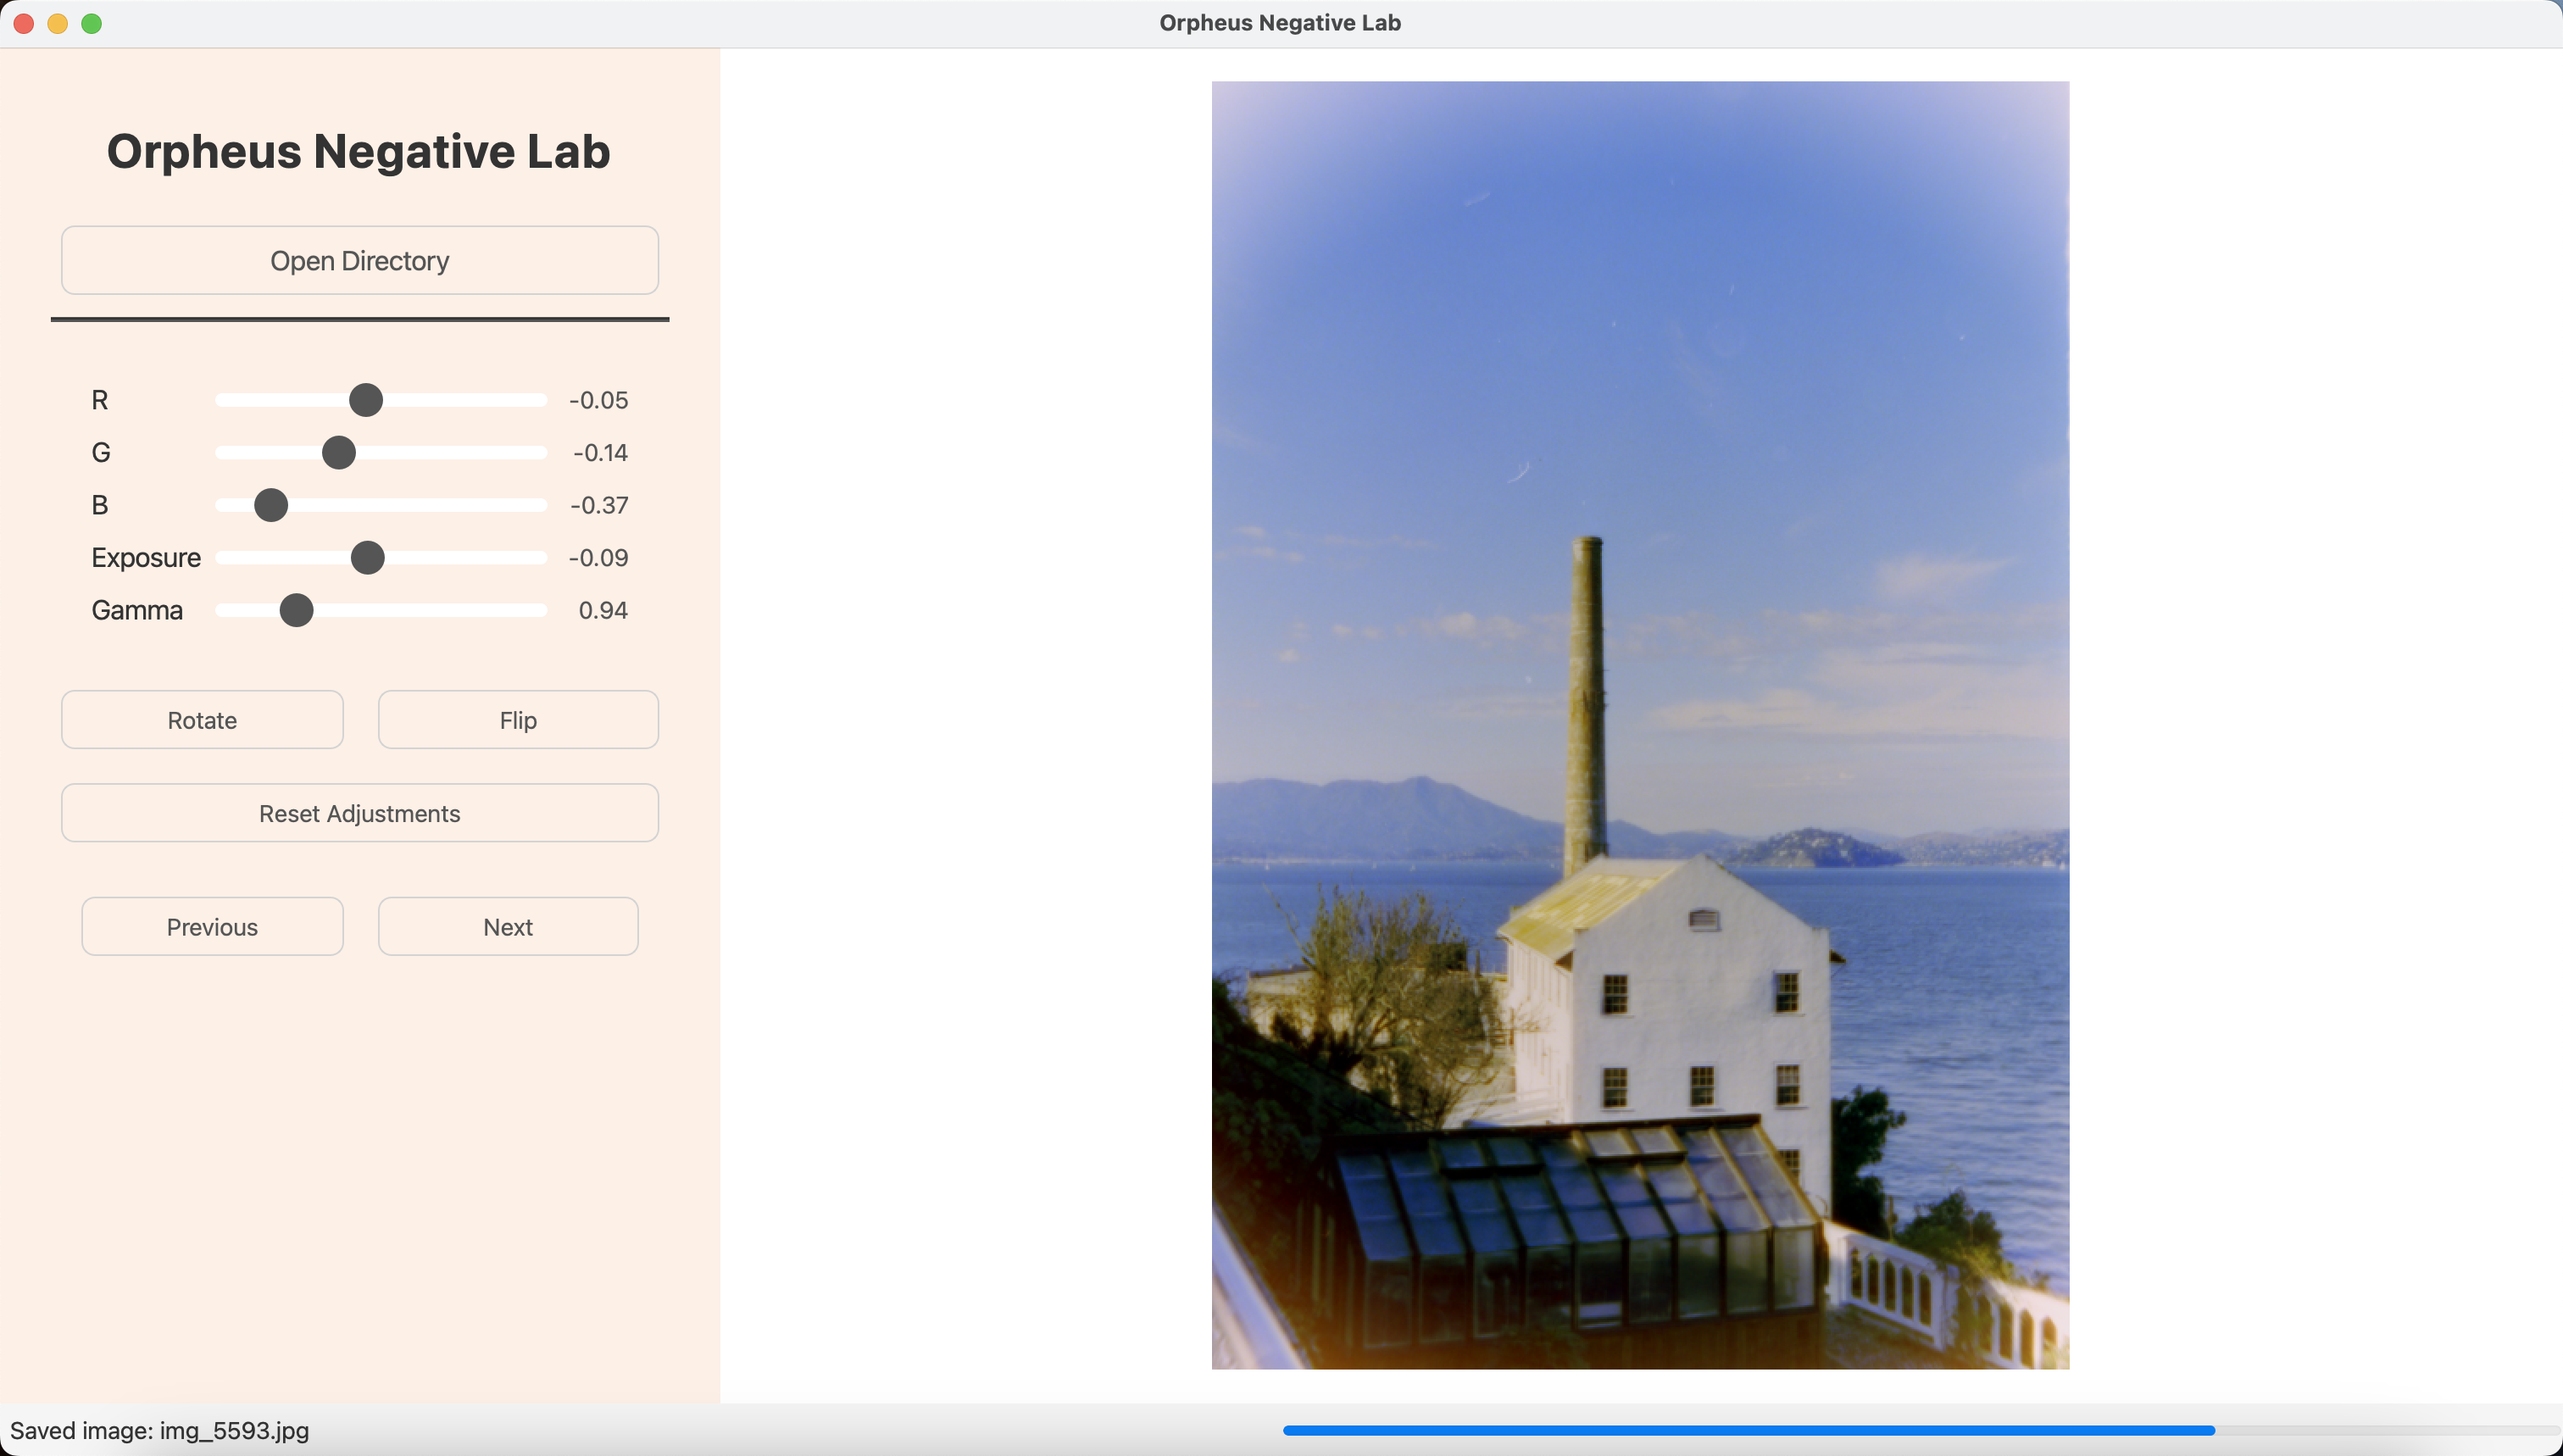 Orpheus Negative Lab
Orpheus Negative Lab
Open Directory
R -0.05
G -0.14
B -0.37
Exposure -0.09
Gamma 0.94
Rotate Flip
Reset Adjustments
Previous Next
Saved image: img_5593.jpg